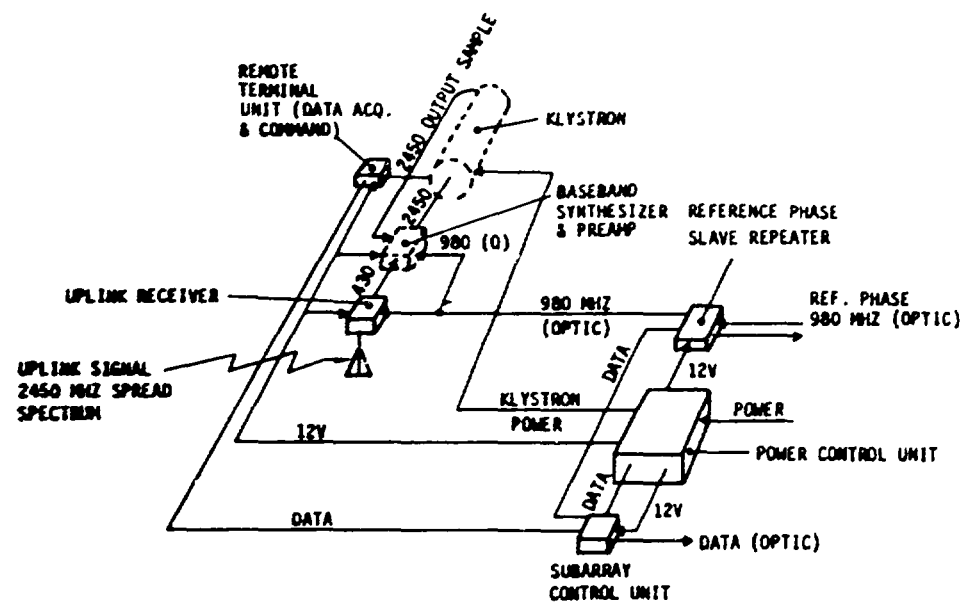 REMOTE
TERMINAL
UNIT (DATA ACQ.
& COMMAND)
2450 OUTPUT SAMPLE
KLYSTRON
2450
BASEBAND
SYNTHESIZER
& PREAMP
980 (O)
REFERENCE PHASE
SLAVE REPEATER
430
UPLINK RECEIVER
980 MHZ
(OPTIC)
REF. PHASE
980 MHZ (OPTIC)
UPLINK SIGNAL
2450 MHZ SPREAD
SPECTRUM
DATA
12V
KLYSTRON
POWER
POWER
12V
POWER CONTROL UNIT
DATA
12V
DATA
DATA (OPTIC)
SUBARRAY
CONTROL UNIT